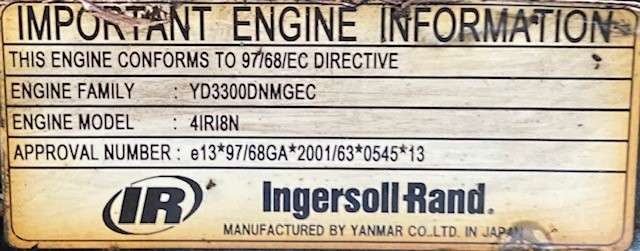 IMPORTANT ENGINE INFORMATION
THIS ENGINE CONFORMS TO 97/68/EC DIRECTIVE
ENGINE FAMILY : YD3300DNMGEC
ENGINE MODEL : 4IRI8N
APPROVAL NUMBER : e13*97/68GA*2001/63*0545*13
IR Ingersoll-Rand.
MANUFACTURED BY YANMAR CO.,LTD. IN JAPAN